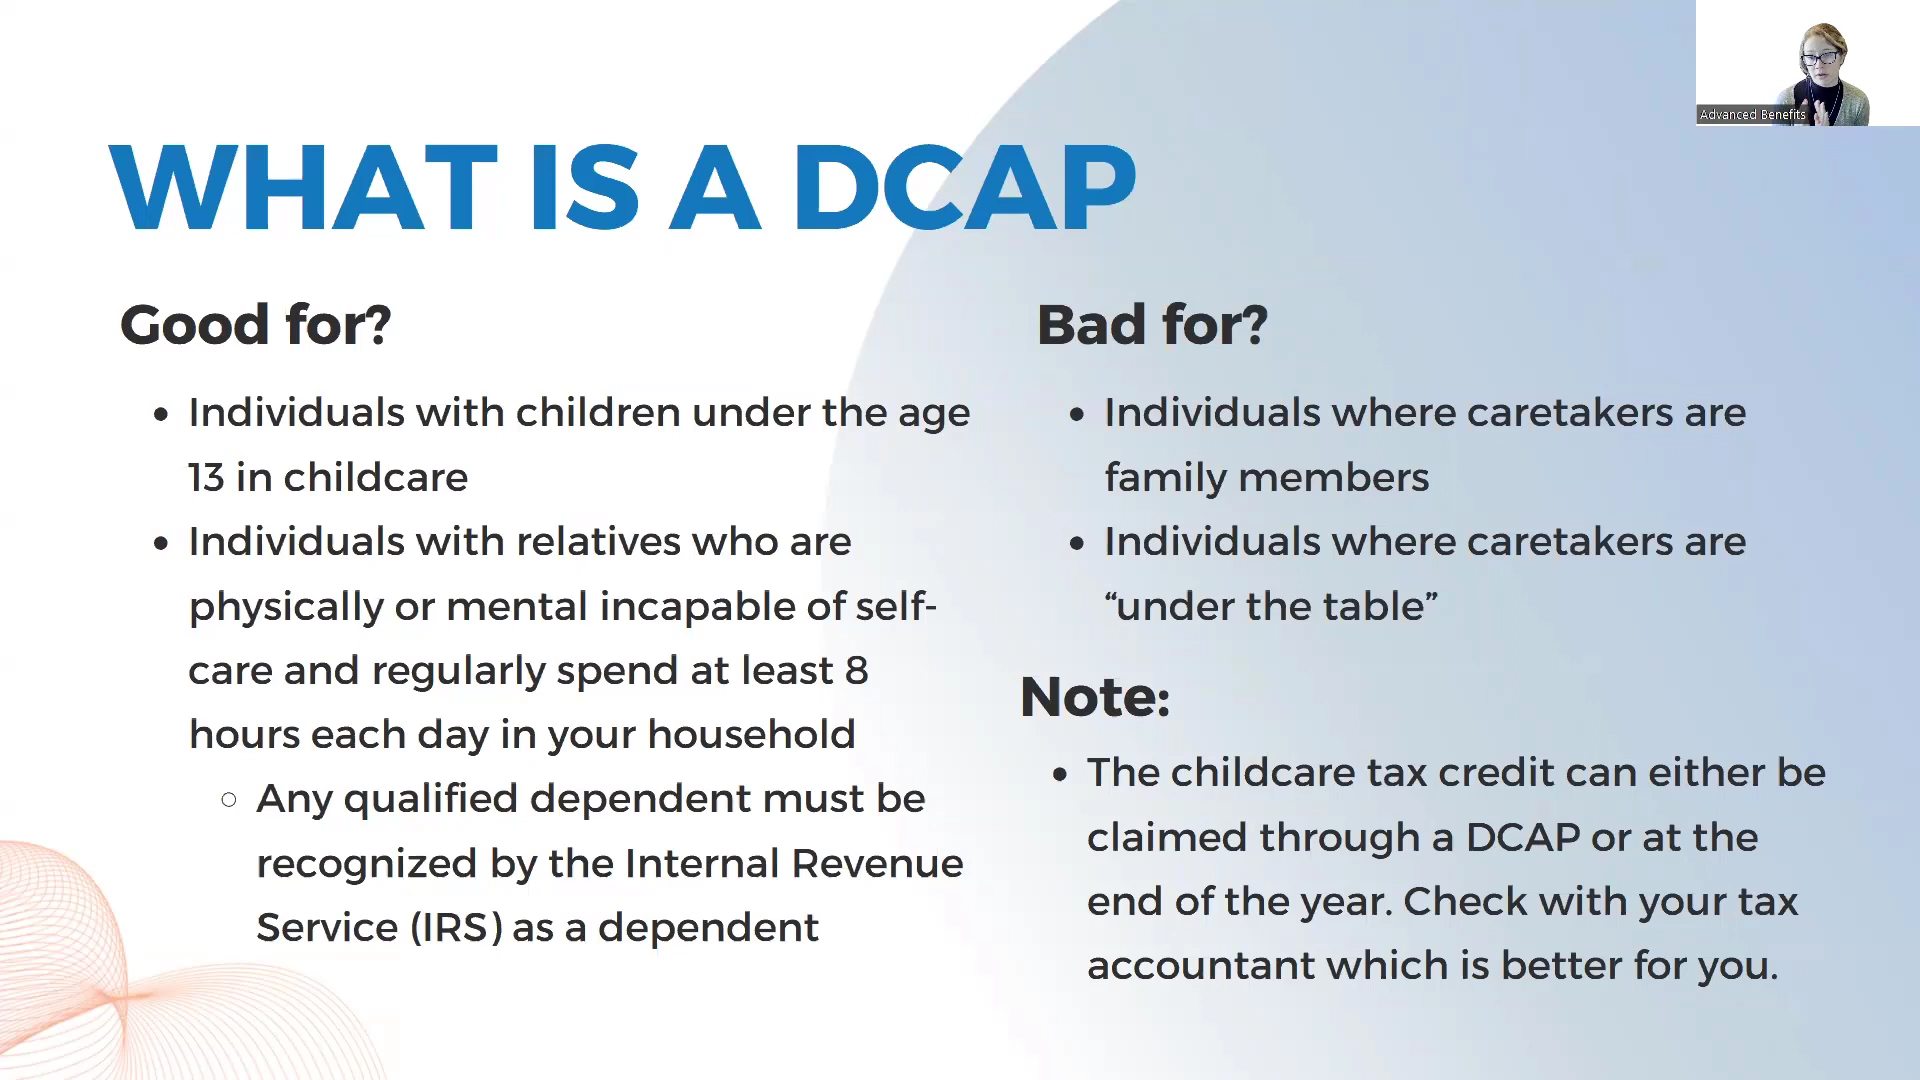 Advanced Benefits
WHAT IS A DCAP
Good for?
• Individuals with children under the age
13 in childcare
• Individuals with relatives who are
physically or mental incapable of self-
care and regularly spend at least 8
hours each day in your household
○ Any qualified dependent must be
recognized by the Internal Revenue
Service (IRS) as a dependent
Bad for?
• Individuals where caretakers are
family members
• Individuals where caretakers are
“under the table”
Note:
• The childcare tax credit can either be
claimed through a DCAP or at the
end of the year. Check with your tax
accountant which is better for you.